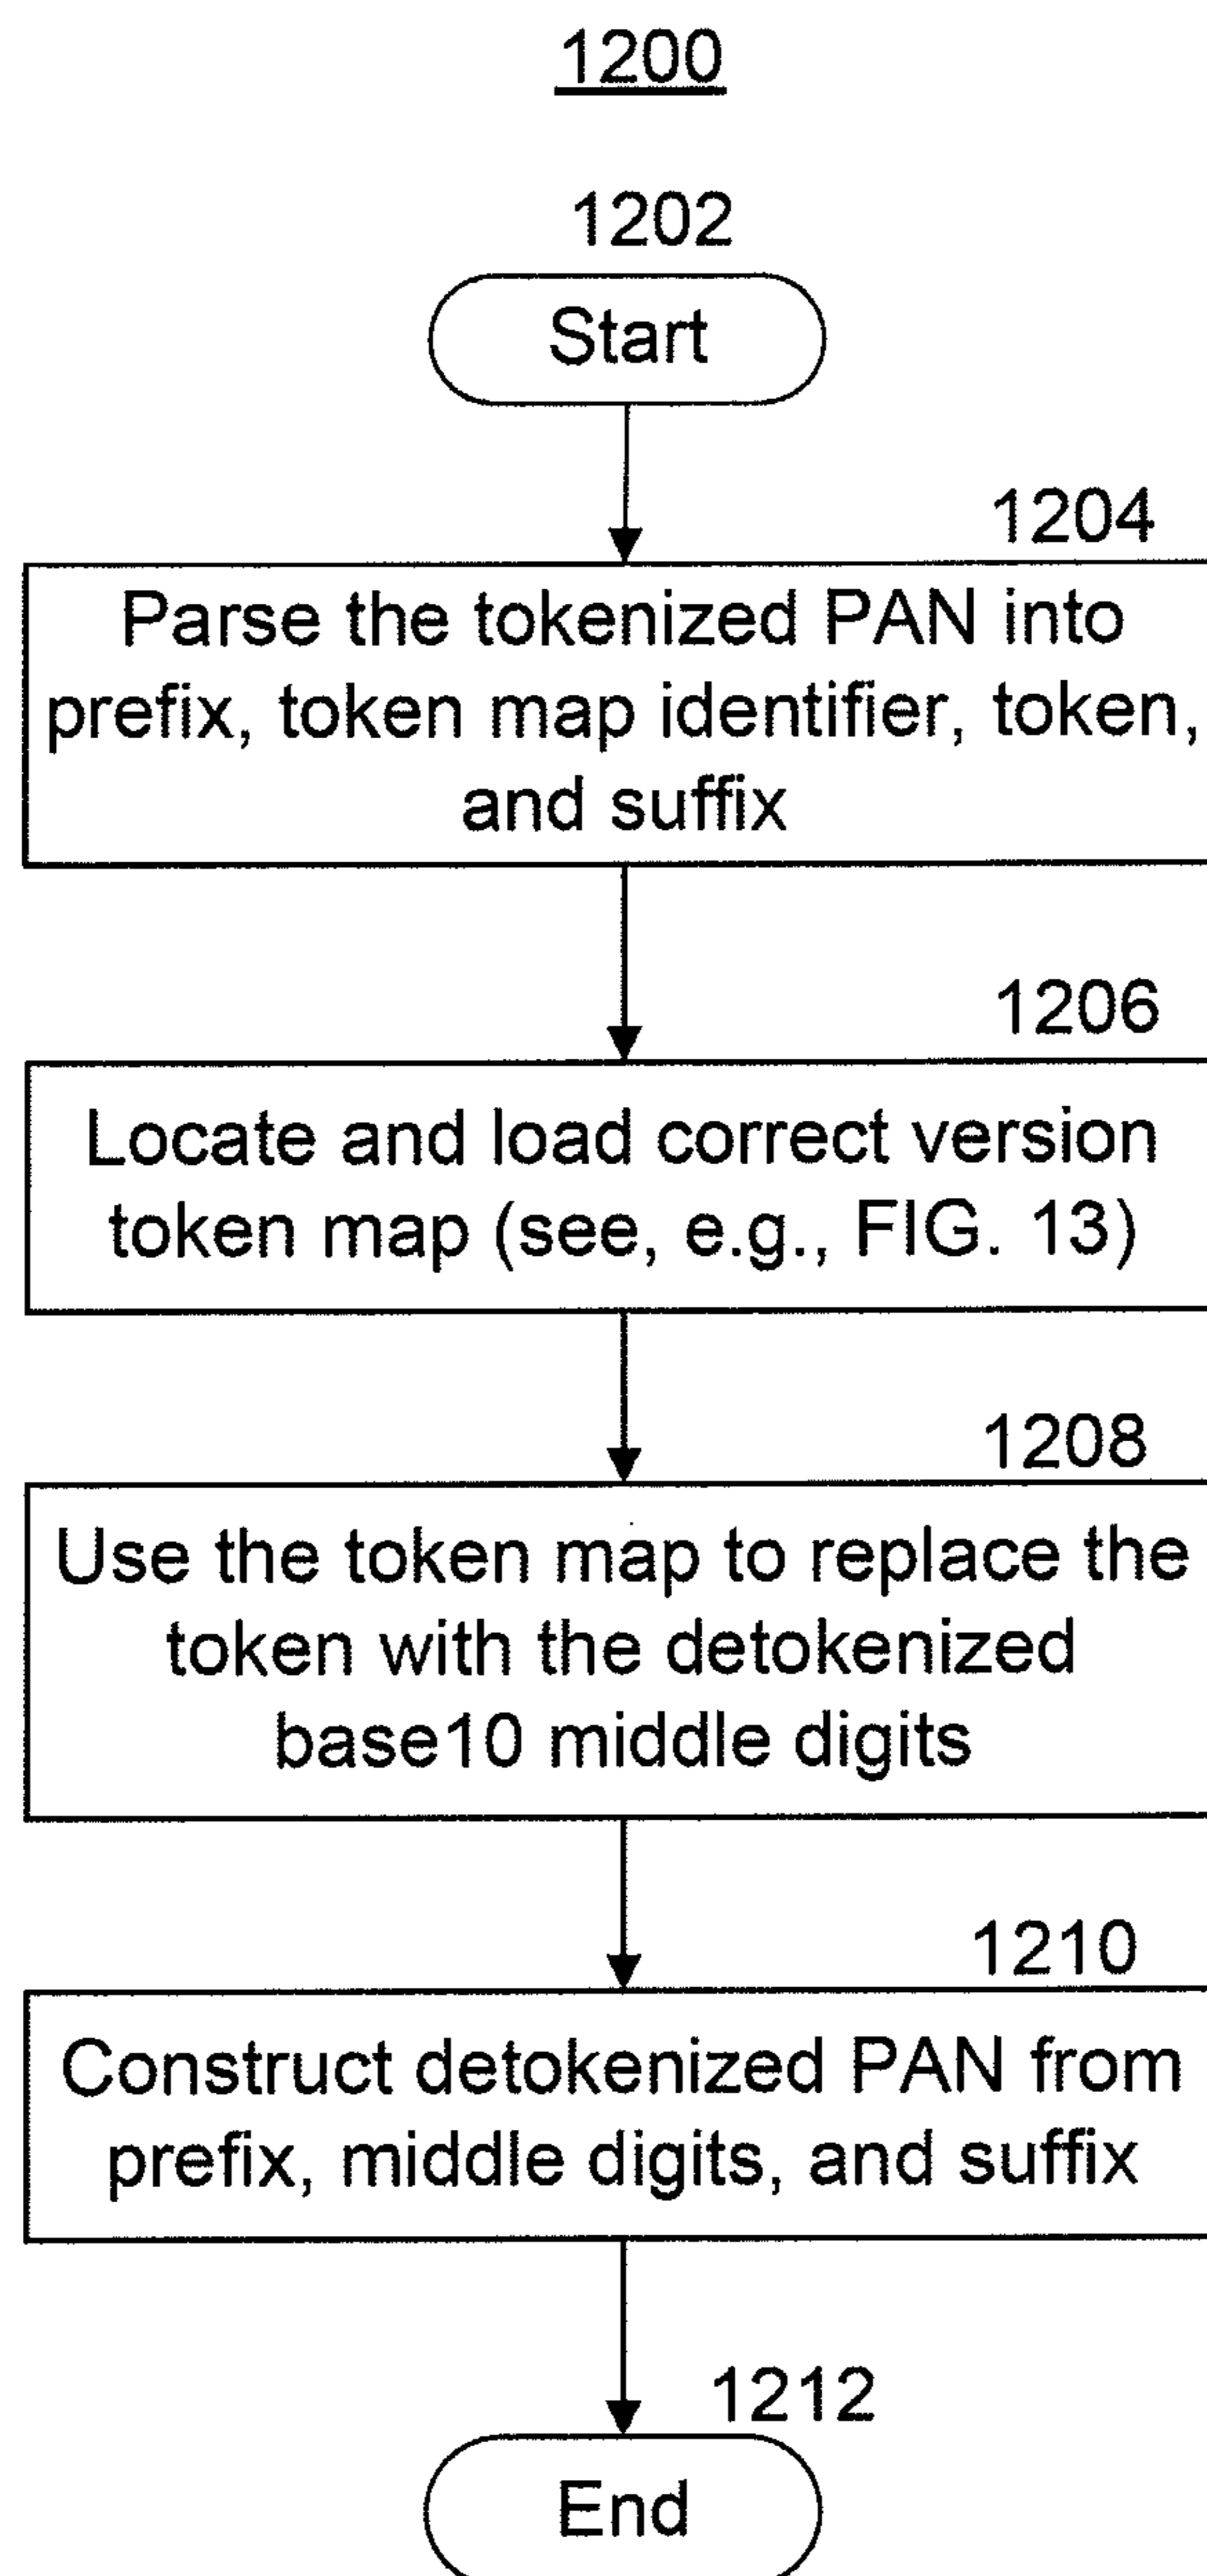 1200
1202
Start
1204
Parse the tokenized PAN into
prefix, token map identifier, token,
and suffix
1206
Locate and load correct version
token map (see, e.g., FIG. 13)
1208
Use the token map to replace the
token with the detokenized
base10 middle digits
1210
Construct detokenized PAN from
prefix, middle digits, and suffix
1212
End